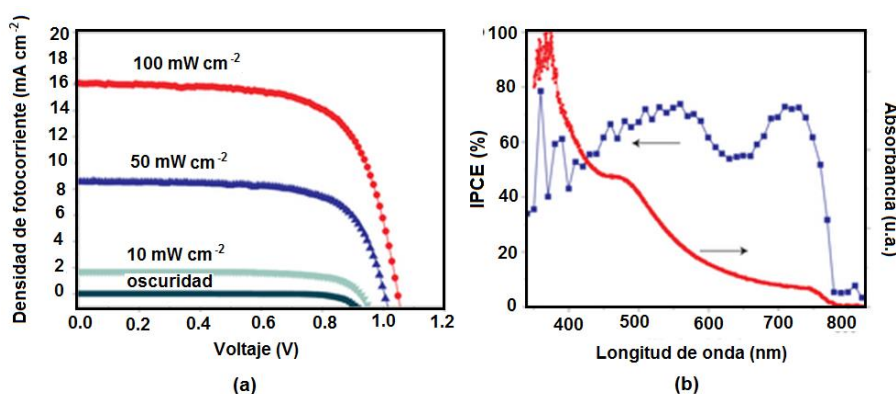 Densidad de fotocorriente (mA cm⁻²)
20
18
16
14
12
10
8
6
4
2
0
100 mW cm⁻²
50 mW cm⁻²
10 mW cm⁻²
oscuridad
0.0 0.2 0.4 0.6 0.8 1.0 1.2
Voltaje (V)
(a)
IPCE (%)
100
80
60
40
20
0
400 500 600 700 800
Longitud de onda (nm)
Absorbancia (u.a.)
(b)